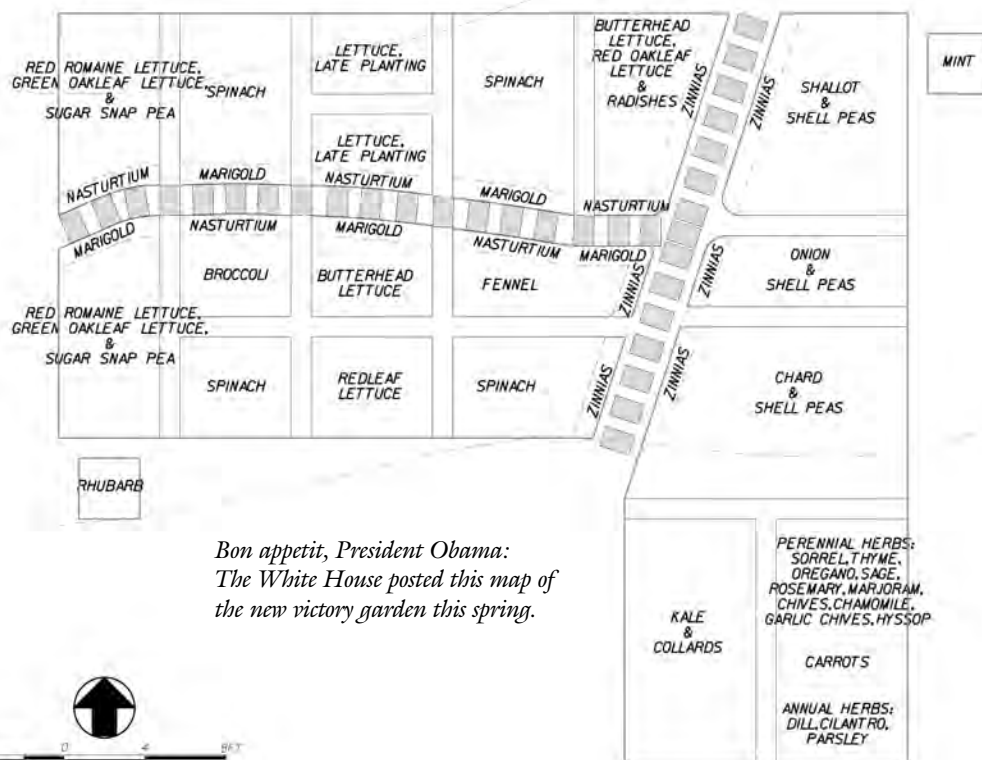 RED ROMAINE LETTUCE,
GREEN OAKLEAF LETTUCE,
&
SUGAR SNAP PEA
SPINACH
LETTUCE,
LATE PLANTING
LETTUCE,
LATE PLANTING
SPINACH
BUTTERHEAD
LETTUCE,
RED OAKLEAF
LETTUCE
&
RADISHES
ZINNIAS
ZINNIAS
SHALLOT
&
SHELL PEAS
MINT
NASTURTIUM
MARIGOLD
NASTURTIUM
MARIGOLD
NASTURTIUM
MARIGOLD
NASTURTIUM
MARIGOLD
NASTURTIUM
MARIGOLD
RED ROMAINE LETTUCE,
GREEN OAKLEAF LETTUCE,
&
SUGAR SNAP PEA
BROCCOLI
BUTTERHEAD
LETTUCE
FENNEL
ZINNIAS
ZINNIAS
ONION
&
SHELL PEAS
SPINACH
REDLEAF
LETTUCE
SPINACH
ZINNIAS
ZINNIAS
CHARD
&
SHELL PEAS
RHUBARB
Bon appetit, President Obama:
The White House posted this map of
the new victory garden this spring.
KALE
&
COLLARDS
PERENNIAL HERBS:
SORREL,THYME,
OREGANO,SAGE,
ROSEMARY,MARJORAM,
CHIVES,CHAMOMILE,
GARLIC CHIVES,HYSSOP
CARROTS
ANNUAL HERBS:
DILL,CILANTRO,
PARSLEY
0 4 8FT